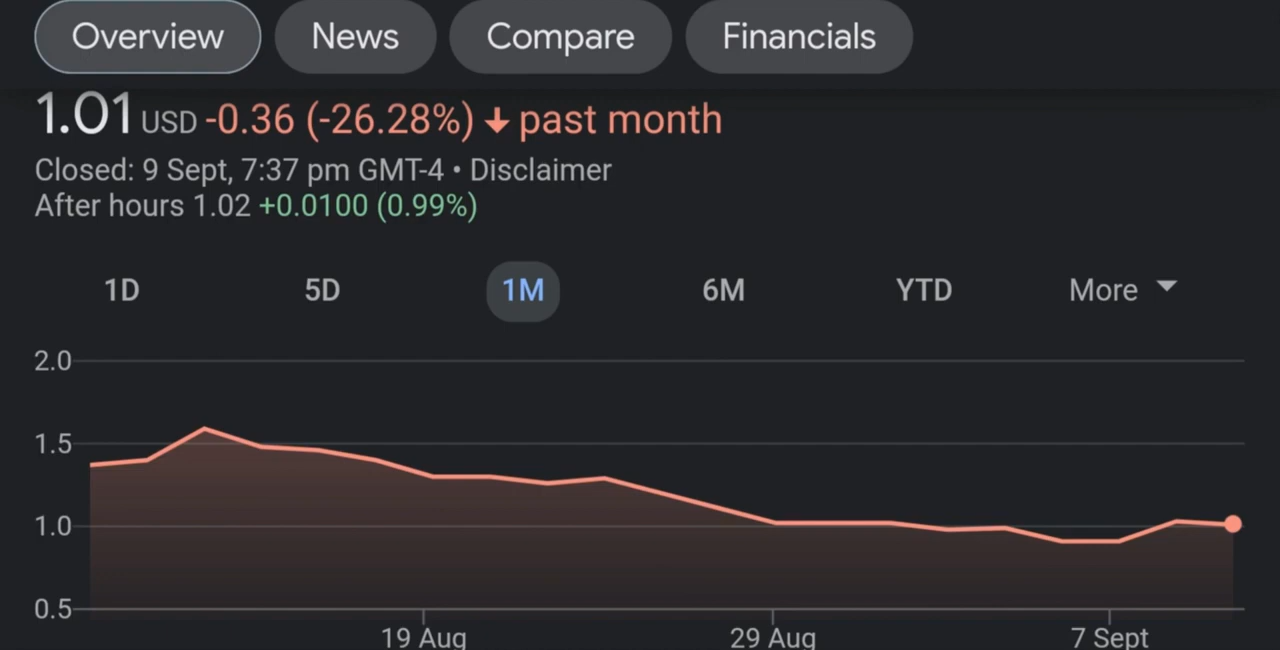 Overview News Compare Financials
1.01 USD -0.36 (-26.28%) ↓ past month
Closed: 9 Sept, 7:37 pm GMT-4 • Disclaimer
After hours 1.02 +0.0100 (0.99%)
1D 5D 1M 6M YTD More
2.0
1.5
1.0
0.5
19 Aug 29 Aug 7 Sept